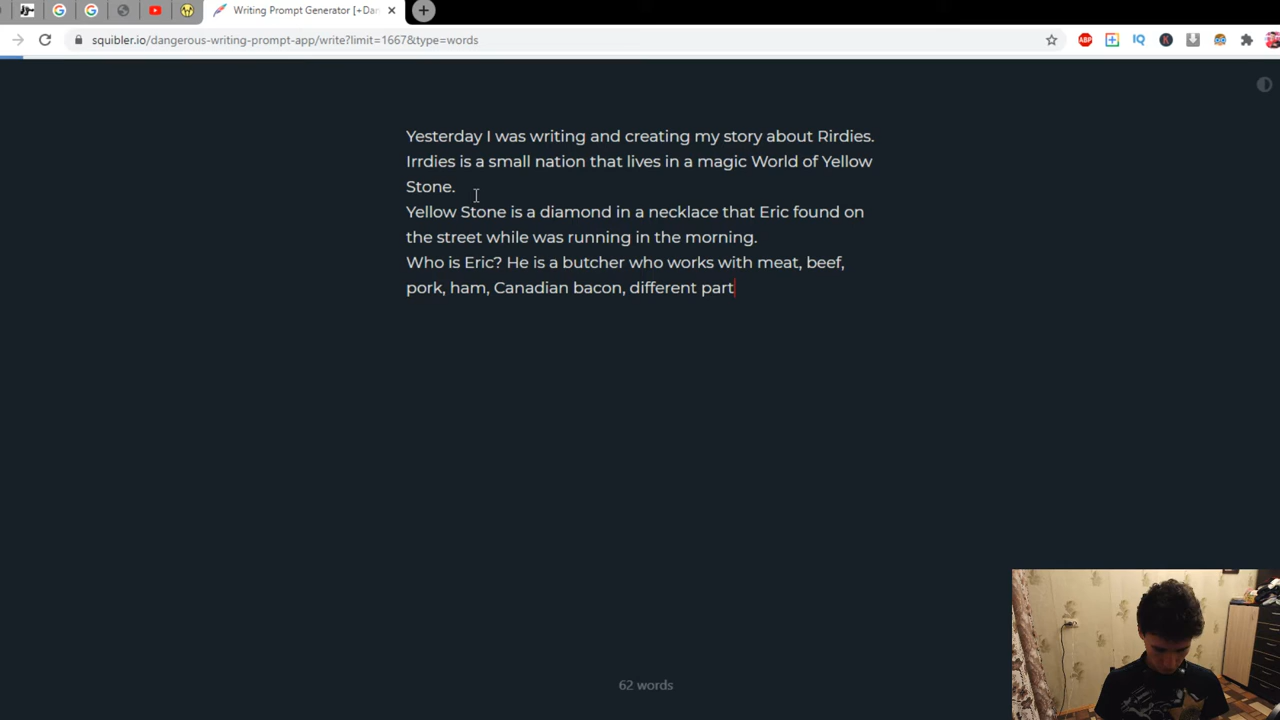 Writing Prompt Generator [+Dan
squibler.io/dangerous-writing-prompt-app/write?limit=1667&type=words
ABP
IQ
K
Yesterday I was writing and creating my story about Rirdies.
Irrdies is a small nation that lives in a magic World of Yellow
Stone.
Yellow Stone is a diamond in a necklace that Eric found on
the street while was running in the morning.
Who is Eric? He is a butcher who works with meat, beef,
pork, ham, Canadian bacon, different part
62 words